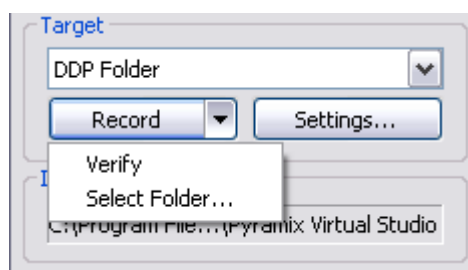 Target
DDP Folder
Record Settings...
Verify
Select Folder...
C:\Program File...\Pyramix Virtual Studio